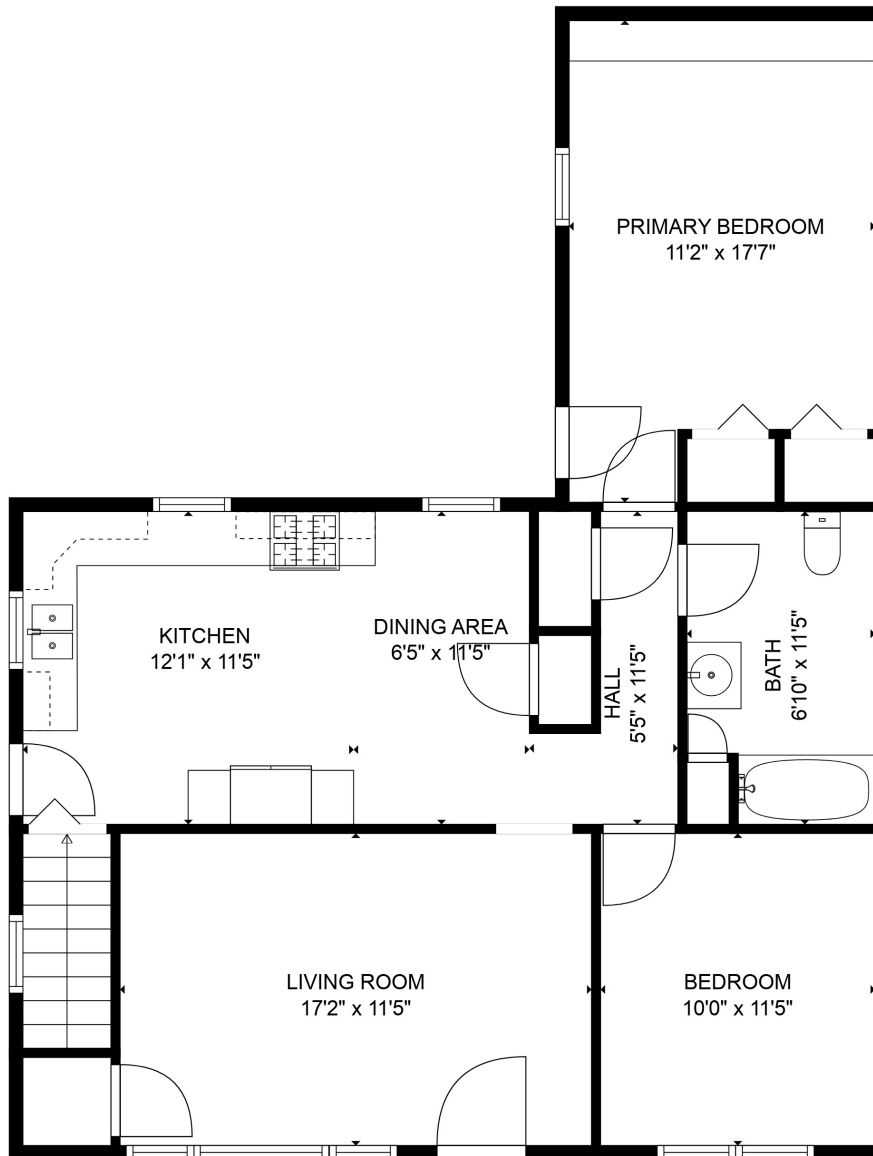 PRIMARY BEDROOM
11'2" x 17'7"
KITCHEN
12'1" x 11'5"
DINING AREA
6'5" x 11'5"
HALL
5'5" x 11'5"
BATH
6'10" x 11'5"
LIVING ROOM
17'2" x 11'5"
BEDROOM
10'0" x 11'5"